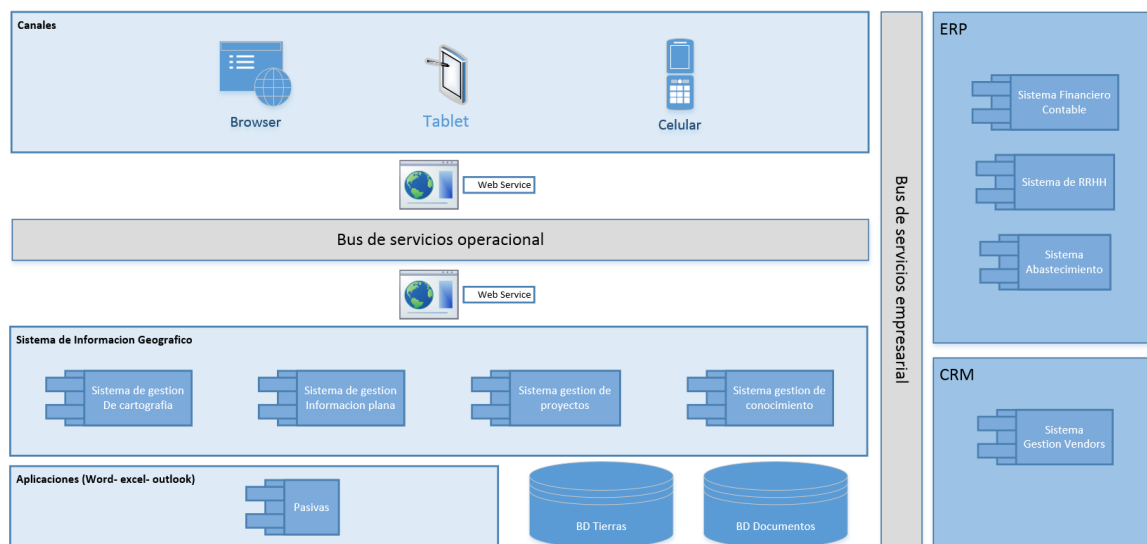 Canales
Browser
Tablet
Celular
Web Service
Bus de servicios operacional
Web Service
Sistema de Informacion Geografico
Sistema de gestion
De cartografia
Sistema de gestion
Informacion plana
Sistema gestion de
proyectos
Sistema gestion de
conocimiento
Aplicaciones (Word- excel- outlook)
Pasivas
BD Tierras
BD Documentos
Bus de servicios empresarial
ERP
Sistema Financiero
Contable
Sistema de RRHH
Sistema
Abastecimiento
CRM
Sistema
Gestion Vendors